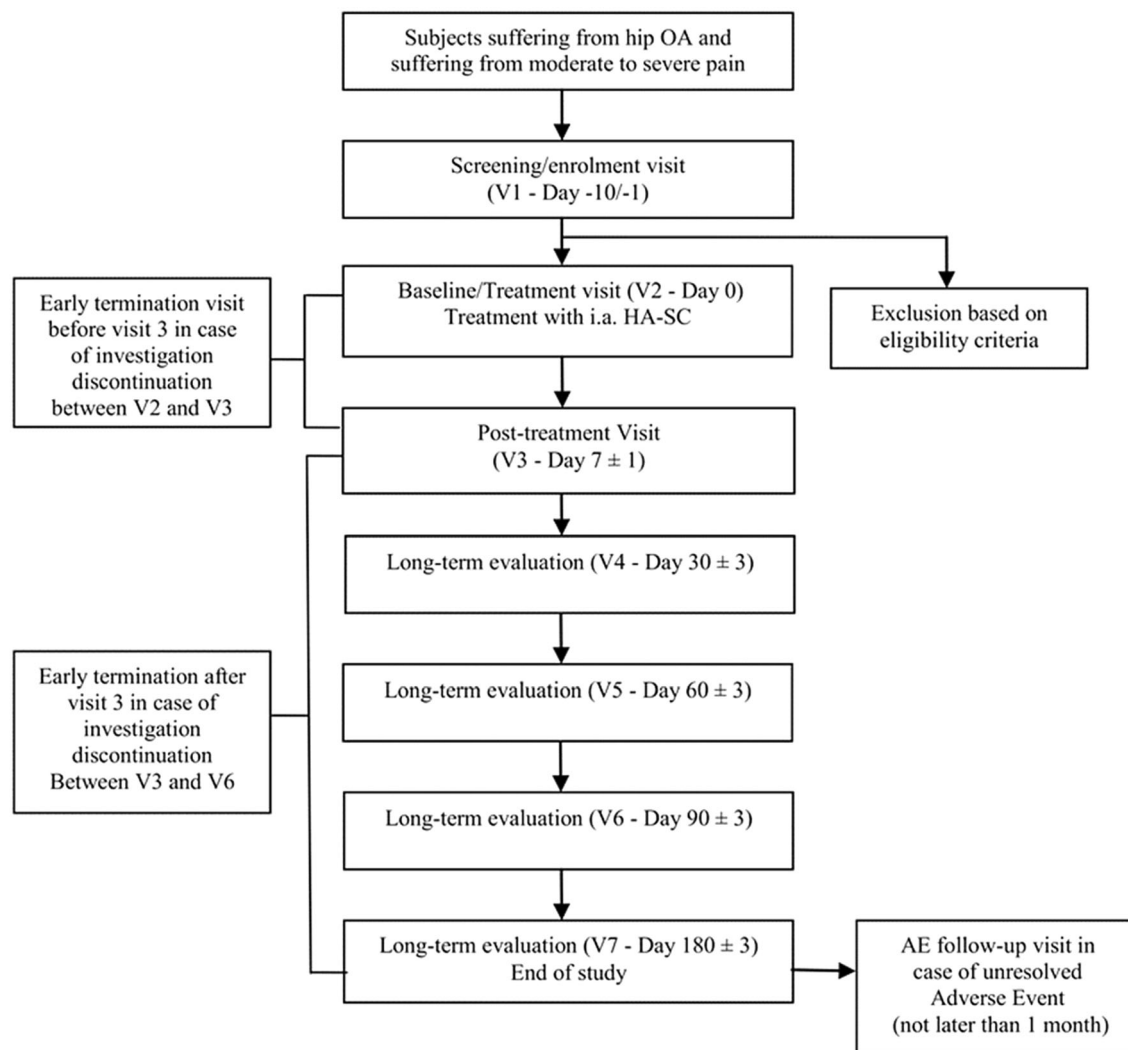 Subjects suffering from hip OA and
suffering from moderate to severe pain
Screening/enrolment visit
(V1 - Day -10/-1)
Early termination visit
before visit 3 in case
of investigation
discontinuation
between V2 and V3
Baseline/Treatment visit (V2 - Day 0)
Treatment with i.a. HA-SC
Exclusion based on
eligibility criteria
Post-treatment Visit
(V3 - Day 7 ± 1)
Long-term evaluation (V4 - Day 30 ± 3)
Early termination after
visit 3 in case of
investigation
discontinuation
Between V3 and V6
Long-term evaluation (V5 - Day 60 ± 3)
Long-term evaluation (V6 - Day 90 ± 3)
Long-term evaluation (V7 - Day 180 ± 3)
End of study
AE follow-up visit in
case of unresolved
Adverse Event
(not later than 1 month)